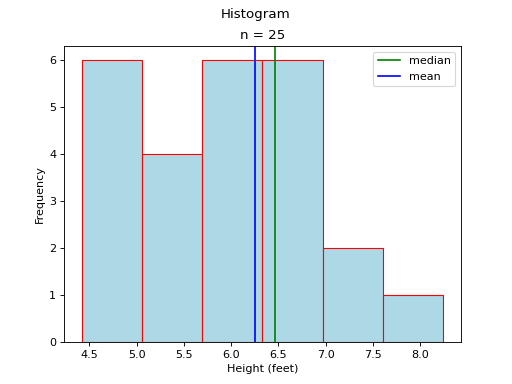 Histogram
n = 25
median
mean
Frequency
6
5
4
3
2
1
0
4.5 5.0 5.5 6.0 6.5 7.0 7.5 8.0
Height (feet)